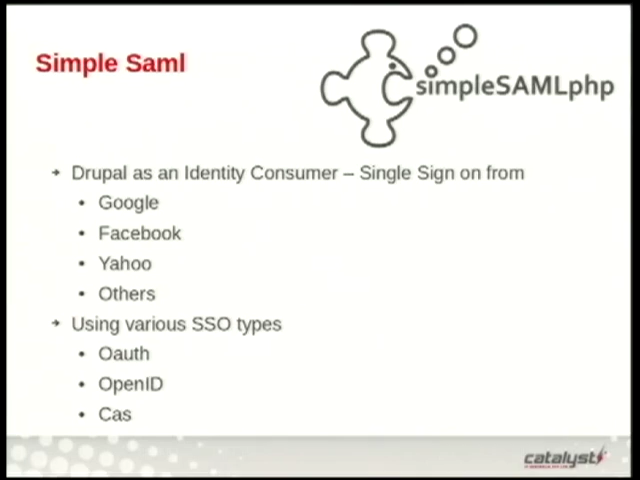 Simple Saml
simpleSAMLphp
Drupal as an Identity Consumer – Single Sign on from
Google
Facebook
Yahoo
Others
Using various SSO types
Oauth
OpenID
Cas
catalyst